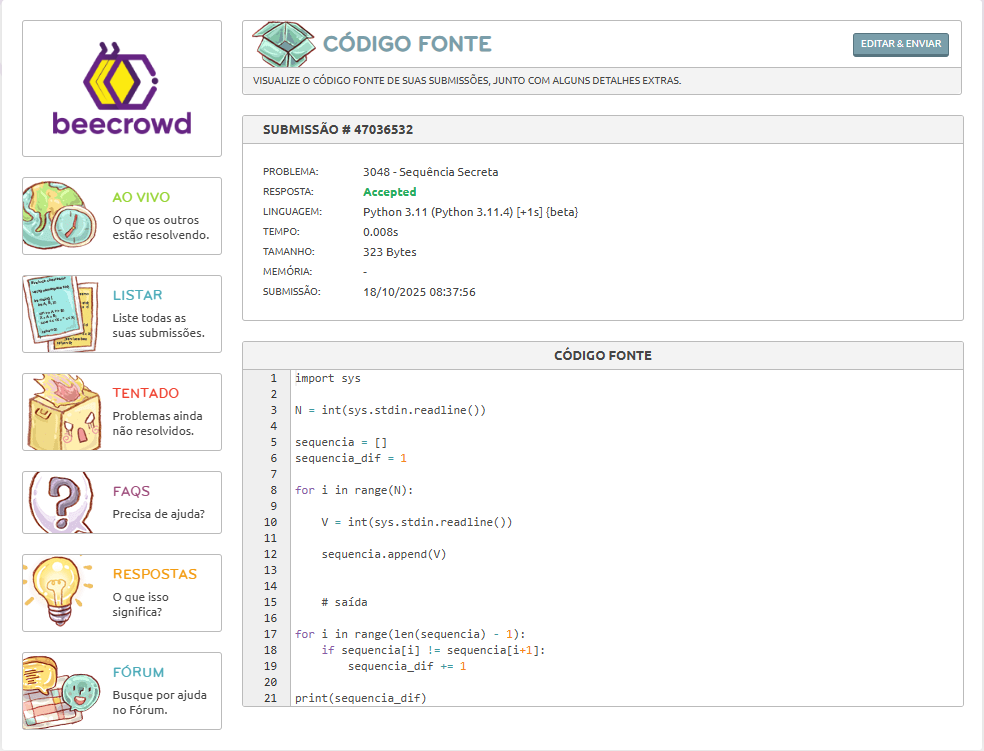 beecrowd
AO VIVO
O que os outros
estão resolvendo.
LISTAR
Liste todas as
suas submissões.
TENTADO
Problemas ainda
não resolvidos.
FAQS
Precisa de ajuda?
RESPOSTAS
O que isso
significa?
FÓRUM
Busque por ajuda
no Fórum.
CÓDIGO FONTE
EDITAR & ENVIAR
VISUALIZE O CÓDIGO FONTE DE SUAS SUBMISSÕES, JUNTO COM ALGUNS DETALHES EXTRAS.
SUBMISSÃO # 47036532
PROBLEMA: 3048 - Sequência Secreta
RESPOSTA: Accepted
LINGUAGEM: Python 3.11 (Python 3.11.4) [+1s] {beta}
TEMPO: 0.008s
TAMANHO: 323 Bytes
MEMÓRIA: -
SUBMISSÃO: 18/10/2025 08:37:56
CÓDIGO FONTE
1 import sys
2
3 N = int(sys.stdin.readline())
4
5 sequencia = []
6 sequencia_dif = 1
7
8 for i in range(N):
9
10     V = int(sys.stdin.readline())
11
12     sequencia.append(V)
13
14
15     # saída
16
17 for i in range(len(sequencia) - 1):
18     if sequencia[i] != sequencia[i+1]:
19         sequencia_dif += 1
20
21 print(sequencia_dif)